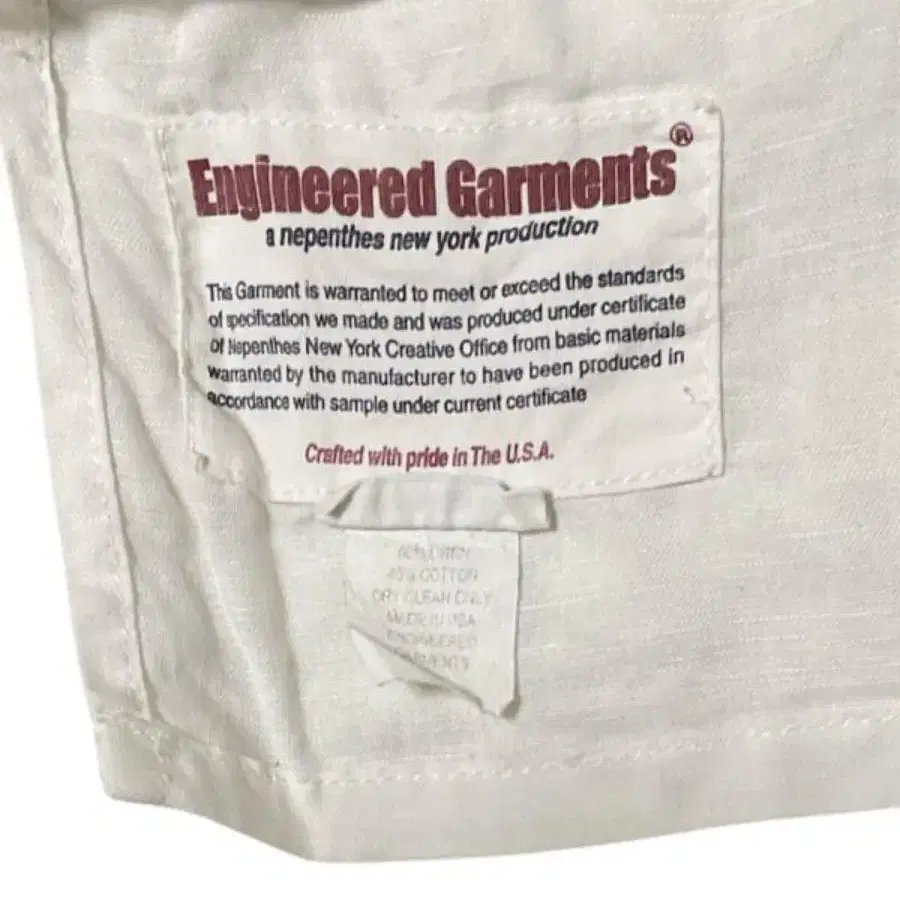 Engineered Garments®
a nepenthes new york production
This Garment is warranted to meet or exceed the standards
of specification we made and was produced under certificate
of Nepenthes New York Creative Office from basic materials
warranted by the manufacturer to have been produced in
accordance with sample under current certificate
Crafted with pride in The U.S.A.
COTTON
DRY CLEAN ONLY
MADE IN USA
ENGINEERED